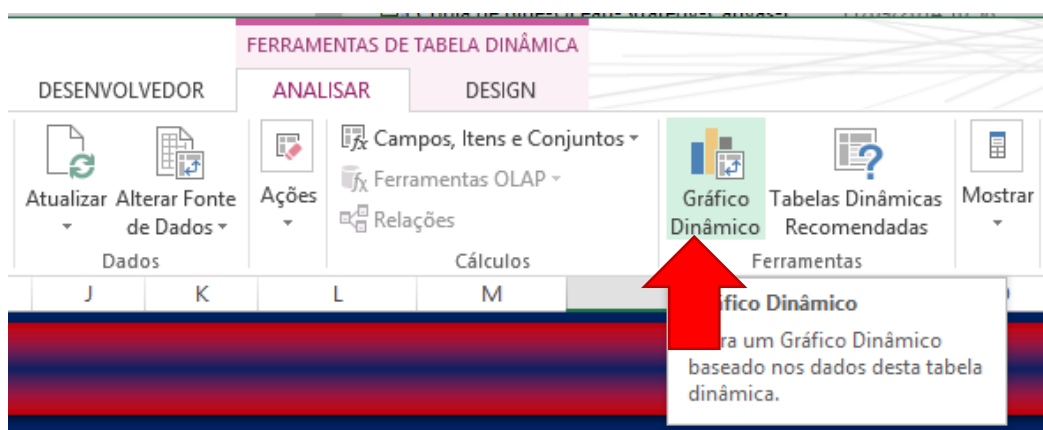 FERRAMENTAS DE TABELA DINÂMICA
DESENVOLVEDOR ANALISAR DESIGN
Campos, Itens e Conjuntos
Ferramentas OLAP
Relações
Atualizar Alterar Fonte
de Dados
Ações
Gráfico
Dinâmico
Tabelas Dinâmicas
Recomendadas
Mostrar
Dados Cálculos Ferramentas
J K L M
Dinâmico
um Gráfico Dinâmico
baseado nos dados desta tabela
dinâmica.